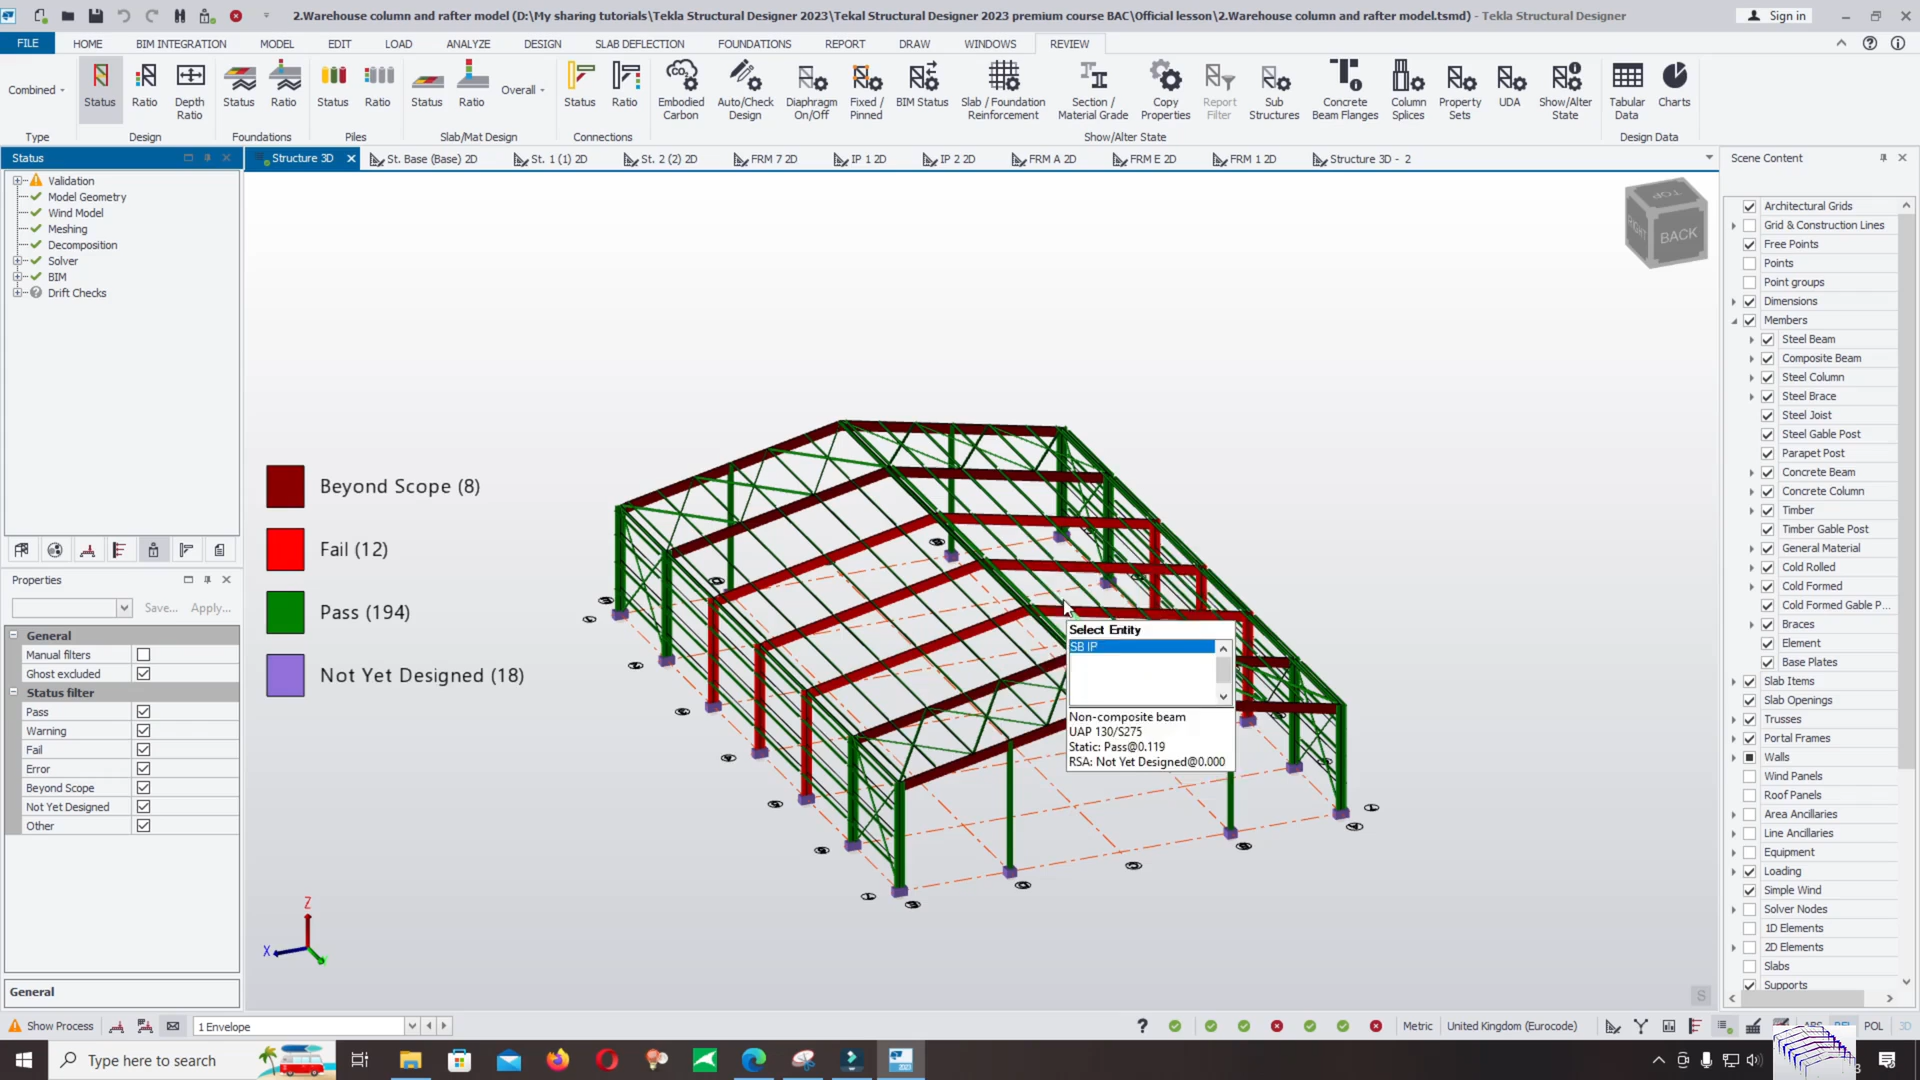 2.Warehouse column and rafter model (D:\My sharing tutorials\Tekla Structural Designer 2023\Tekal Structural Designer 2023 premium course BAC\Official lesson\2.Warehouse column and rafter model.tsmd) - Tekla Structural Designer
Sign in
FILE HOME BIM INTEGRATION MODEL EDIT LOAD ANALYZE DESIGN SLAB DEFLECTION FOUNDATIONS REPORT DRAW WINDOWS REVIEW
Combined
Status Ratio Depth Ratio
Status Ratio
Status Ratio
Status Ratio Overall
Status Ratio
Embodied Carbon
Auto/Check Design
Diaphragm On/Off
Fixed / Pinned
BIM Status
Slab / Foundation Reinforcement
Section / Material Grade
Copy Properties
Report Filter
Sub Structures
Concrete Beam Flanges
Column Splices
Property Sets
UDA
Show/Alter State
Tabular Data
Charts
Type Design Foundations Piles Slab/Mat Design Connections Show/Alter State Design Data
Status
Structure 3D St. Base (Base) 2D St. 1 (1) 2D St. 2 (2) 2D FRM 7 2D IP 1 2D IP 2 2D FRM A 2D FRM E 2D FRM 1 2D Structure 3D - 2
Scene Content
Validation
Model Geometry
Wind Model
Meshing
Decomposition
Solver
BIM
Drift Checks
Properties
Save... Apply...
General
Manual filters
Ghost excluded
Status filter
Pass
Warning
Fail
Error
Beyond Scope
Not Yet Designed
Other
General
Beyond Scope (8)
Fail (12)
Pass (194)
Not Yet Designed (18)
Select Entity
SB IP
Non-composite beam
UAP 130/S275
Static: Pass@0.119
RSA: Not Yet Designed@0.000
Z
X
TOP
RIGHT
BACK
S
Architectural Grids
Grid & Construction Lines
Free Points
Points
Point groups
Dimensions
Members
Steel Beam
Composite Beam
Steel Column
Steel Brace
Steel Joist
Steel Gable Post
Parapet Post
Concrete Beam
Concrete Column
Timber
Timber Gable Post
General Material
Cold Rolled
Cold Formed
Cold Formed Gable P...
Braces
Element
Base Plates
Slab Items
Slab Openings
Trusses
Portal Frames
Walls
Wind Panels
Roof Panels
Area Ancillaries
Line Ancillaries
Equipment
Loading
Simple Wind
Solver Nodes
1D Elements
2D Elements
Slabs
Supports
Show Process
1 Envelope
Metric United Kingdom (Eurocode)
POL 3D
Type here to search